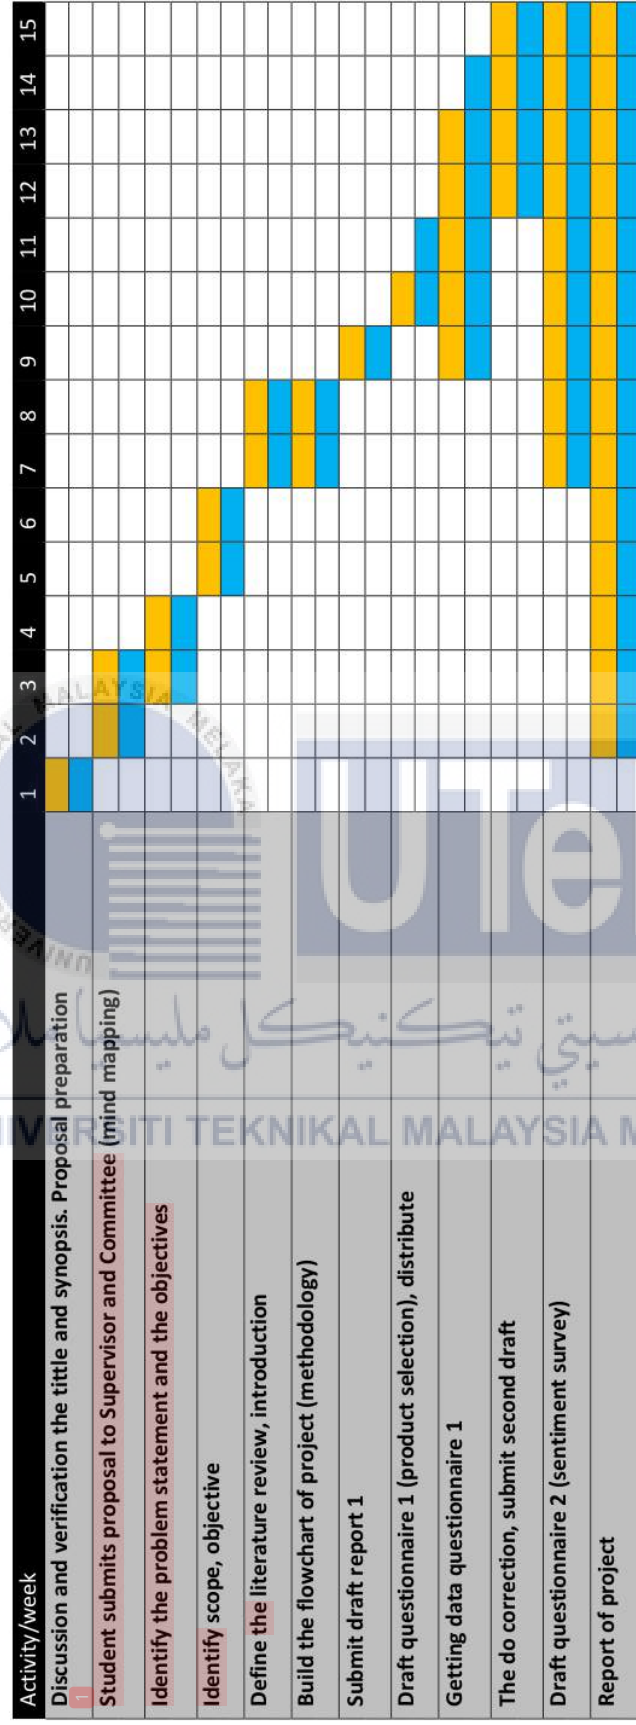 Activity/week 1 2 3 4 5 6 7 8 9 10 11 12 13 14 15
Discussion and verification the tittle and synopsis. Proposal preparation
1
Student submits proposal to Supervisor and Committee (mind mapping)
Identify the problem statement and the objectives
Identify scope, objective
Define the literature review, introduction
Build the flowchart of project (methodology)
Submit draft report 1
Draft questionnaire 1 (product selection), distribute
Getting data questionnaire 1
The do correction, submit second draft
Draft questionnaire 2 (sentiment survey)
Report of project
MALAYSIA MELAKA
UTe
تيكنيكل مليسيا
TEKNIKAL MALAYSIA